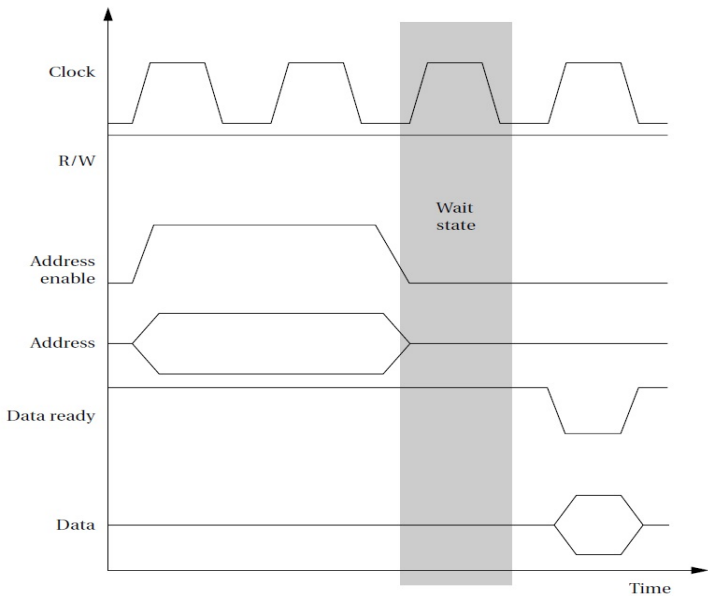 Clock
R/W
Wait
state
Address
enable
Address
Data ready
Data
Time